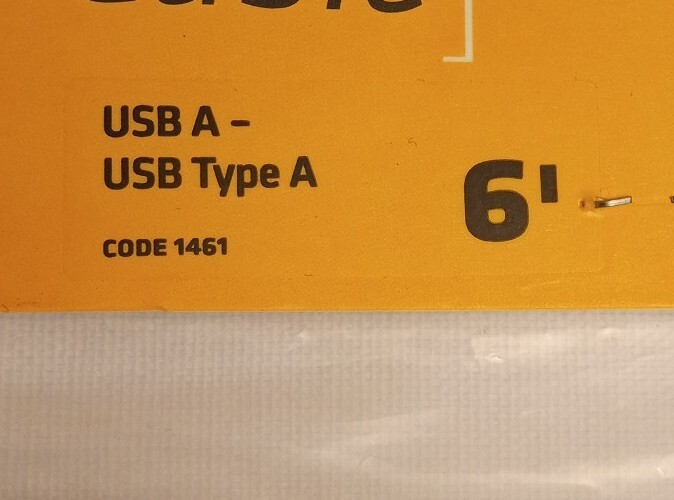 USB A –
USB Type A
6'
CODE 1461